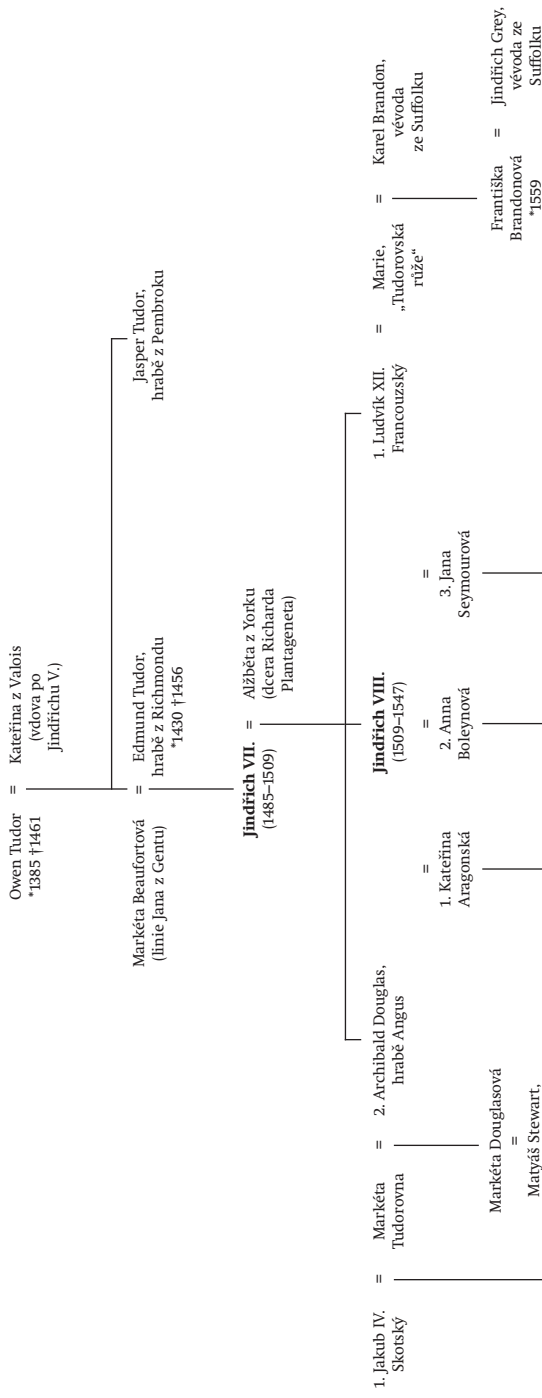 Owen Tudor = Kateřina z Valois
*1385 †1461 (vdova po
Jindřichu V.)
Markéta Beaufortová = Edmund Tudor, Jasper Tudor,
(linie Jana z Gentu) hrabě z Richmondu hrabě z Pembroku
*1430 †1456
Jindřich VII. = Alžběta z Yorku
(1485–1509) (dcera Richarda
Plantageneta)
1. Jakub IV. = Markéta = 2. Archibald Douglas, Jindřich VIII. 1. Ludvík XII. = Marie, = Karel Brandon,
Skotský Tudorovna hrabě Angus (1509–1547) Francouzský „Tudorovská vévoda
růže“ ze Suffolku
= = =
1. Kateřina 2. Anna 3. Jana
Aragonská Boleynová Seymourová
Markéta Douglasová
=
Matyáš Stewart,
Františka = Jindřich Grey,
Brandonová vévoda ze
*1559 Suffolku